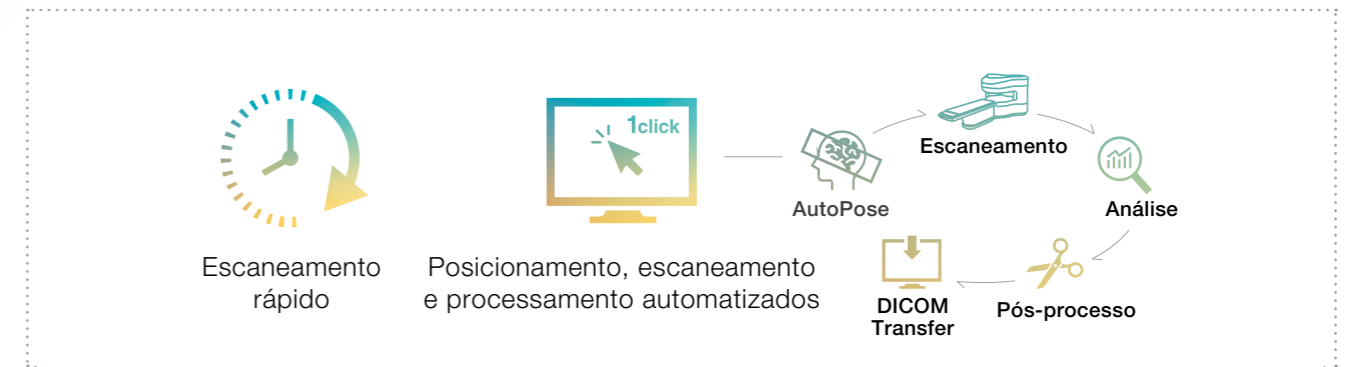 Escaneamento
rápido
1click
Posicionamento, escaneamento
e processamento automatizados
AutoPose
Escaneamento
Análise
Pós-processo
DICOM
Transfer